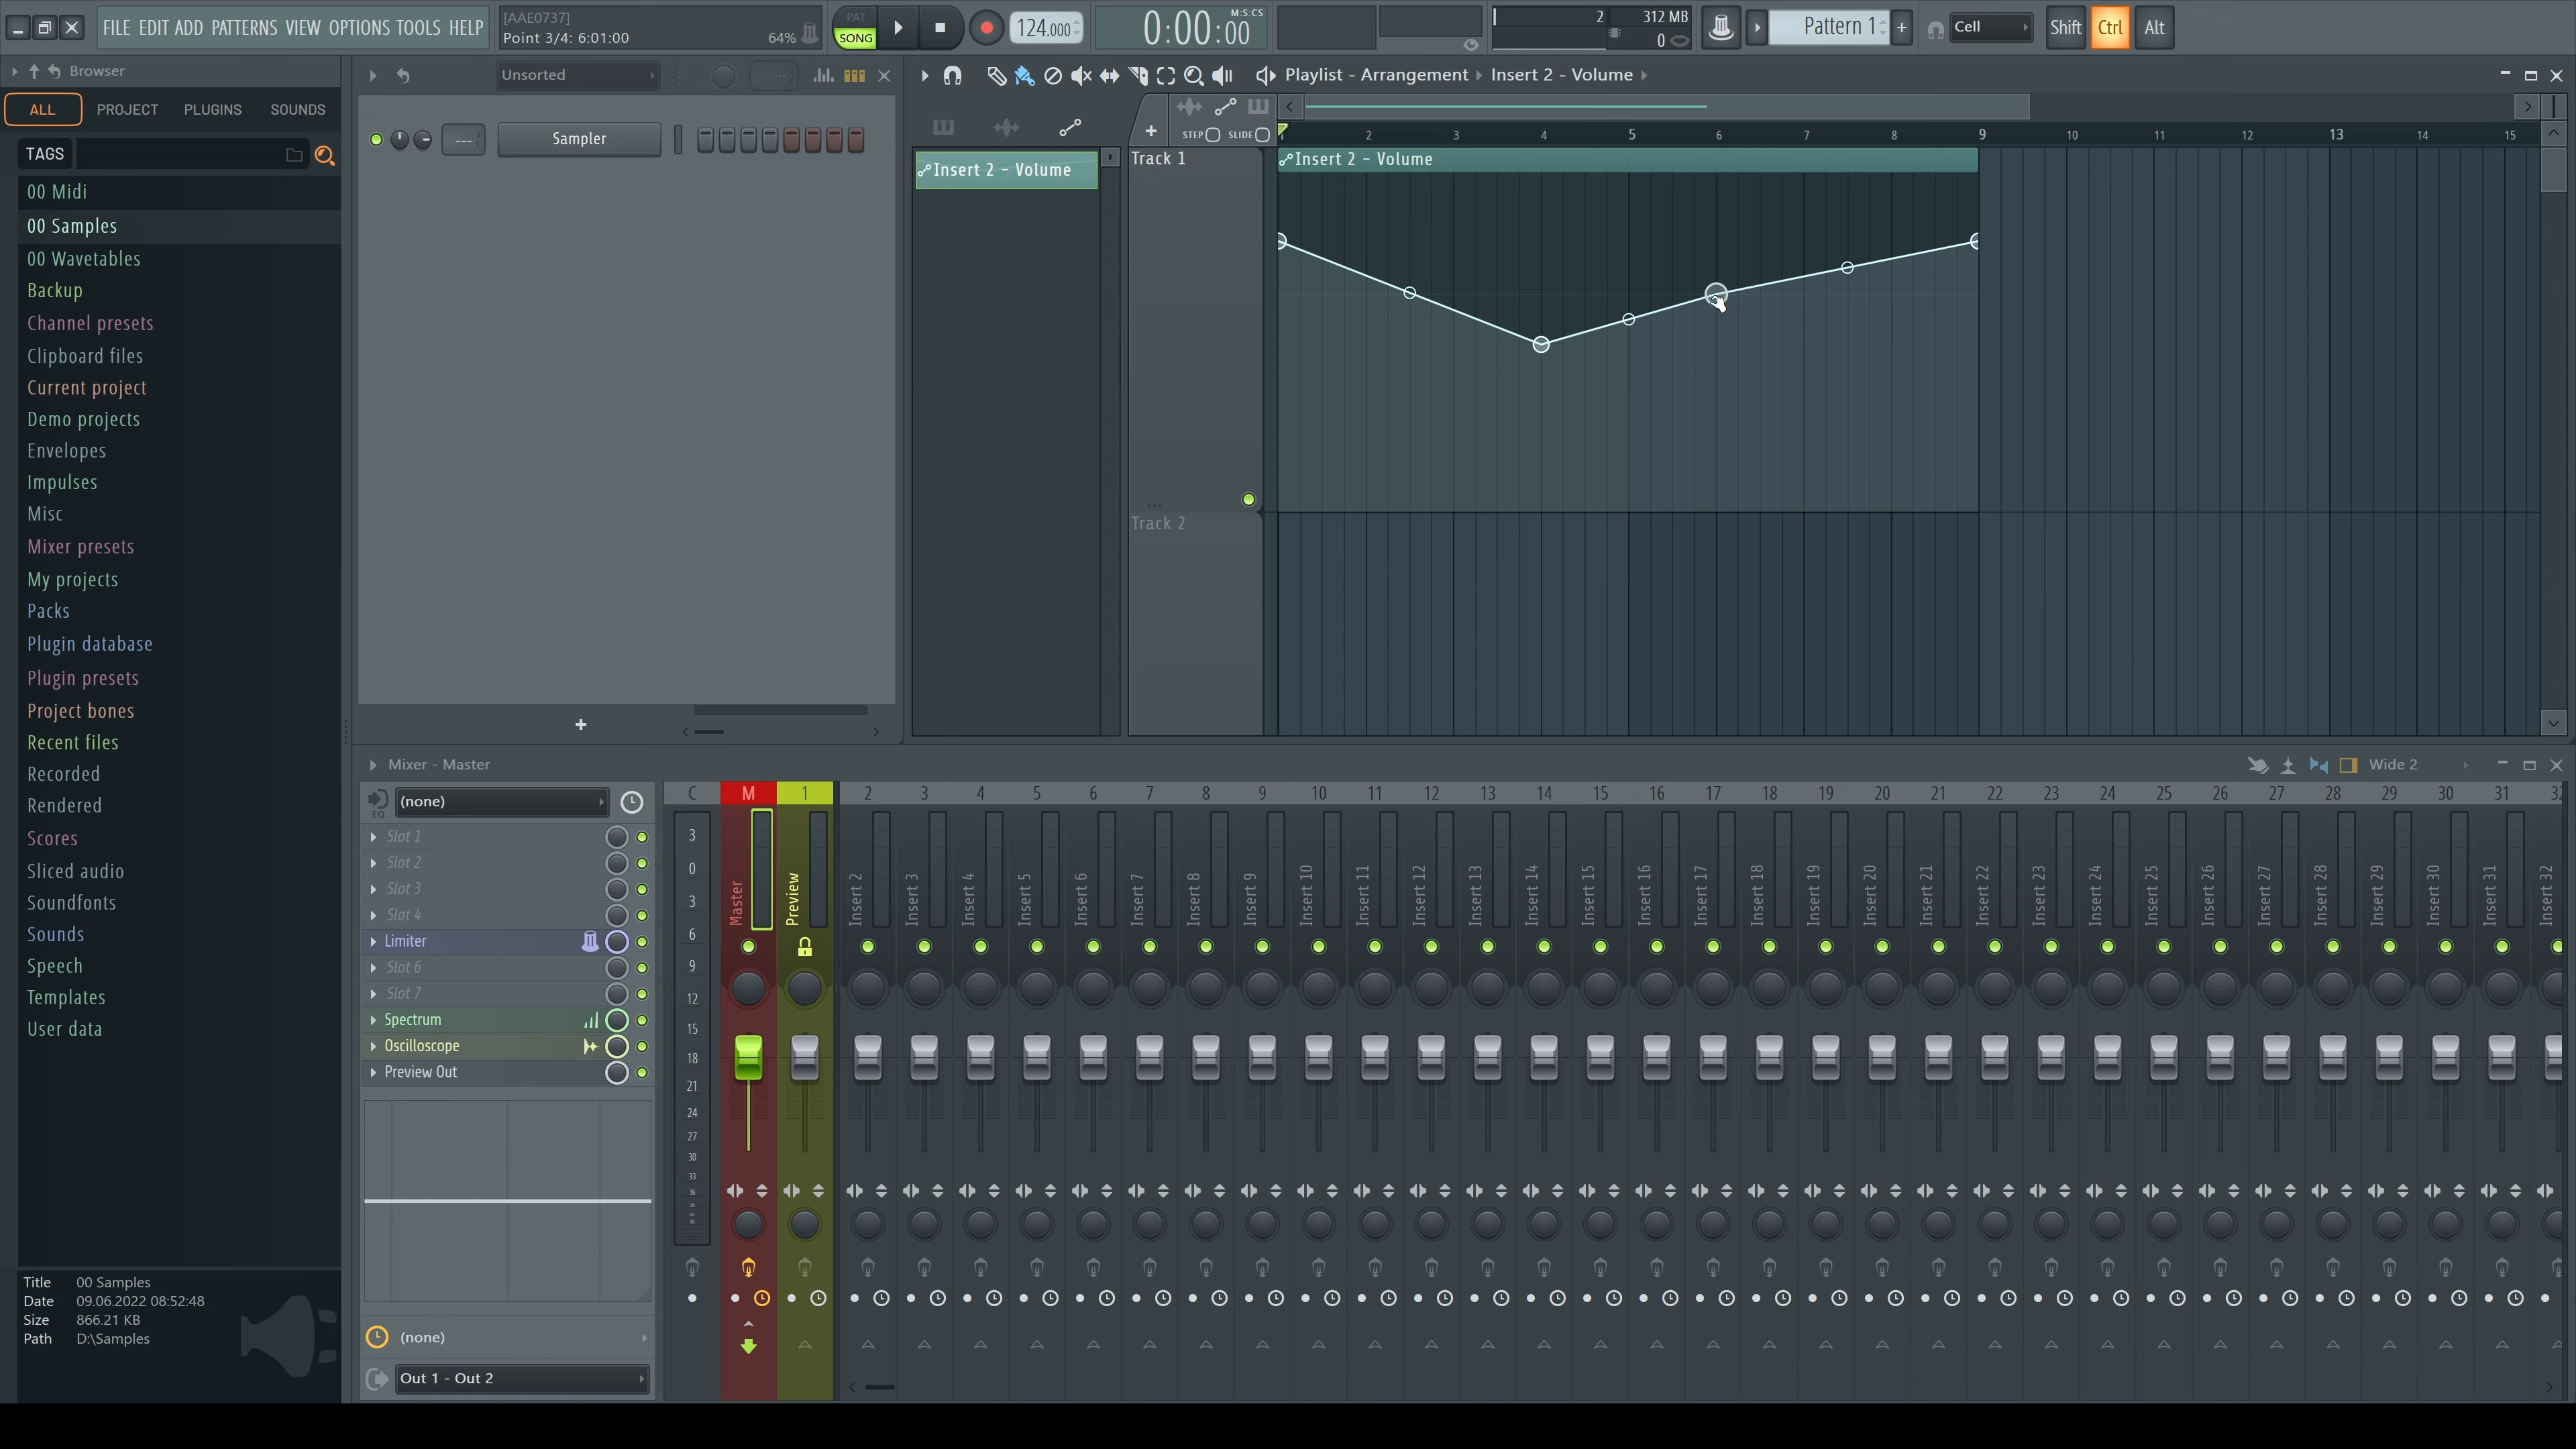 FILE EDIT ADD PATTERNS VIEW OPTIONS TOOLS HELP
[AAE0737]
Point 3/4: 6:01:00
64%
PAT
SONG
124.000
M:S:CS
0:00:00
2
312 MB
0
Pattern 1
+
Cell
Shift
Ctrl
Alt
Browser
Unsorted
Playlist - Arrangement
Insert 2 - Volume
ALL
PROJECT
PLUGINS
SOUNDS
TAGS
00 Midi
00 Samples
00 Wavetables
Backup
Channel presets
Clipboard files
Current project
Demo projects
Envelopes
Impulses
Misc
Mixer presets
My projects
Packs
Plugin database
Plugin presets
Project bones
Recent files
Recorded
Rendered
Scores
Sliced audio
Soundfonts
Sounds
Speech
Templates
User data
Title 00 Samples
Date 09.06.2022 08:52:48
Size 866.21 KB
Path D:\Samples
---
Sampler
+
Insert 2 - Volume
+
STEP
SLIDE
1 2 3 4 5 6 7 8 9 10 11 12 13 14 15
Track 1
Insert 2 - Volume
Track 2
Mixer - Master
Wide 2
(none)
EQ
Slot 1
Slot 2
Slot 3
Slot 4
Limiter
Slot 6
Slot 7
Spectrum
Oscilloscope
Preview Out
(none)
Out 1 - Out 2
C M 1 2 3 4 5 6 7 8 9 10 11 12 13 14 15 16 17 18 19 20 21 22 23 24 25 26 27 28 29 30 31 32
3
0
3
6
9
12
15
18
21
24
27
30
33
36
Master
Preview
Insert 2
Insert 3
Insert 4
Insert 5
Insert 6
Insert 7
Insert 8
Insert 9
Insert 10
Insert 11
Insert 12
Insert 13
Insert 14
Insert 15
Insert 16
Insert 17
Insert 18
Insert 19
Insert 20
Insert 21
Insert 22
Insert 23
Insert 24
Insert 25
Insert 26
Insert 27
Insert 28
Insert 29
Insert 30
Insert 31
Insert 32